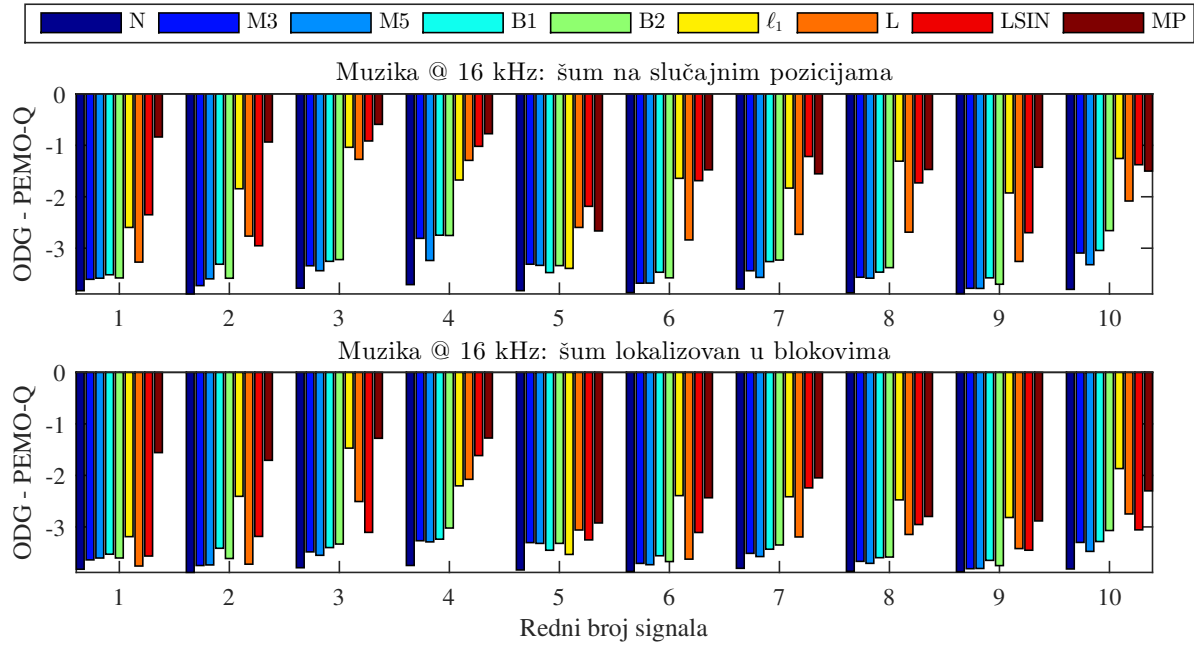 N M3 M5 B1 B2 ℓ₁ L LSIN MP
Muzika @ 16 kHz: šum na slučajnim pozicijama
ODG - PEMO-Q
0
-1
-2
-3
1 2 3 4 5 6 7 8 9 10
Muzika @ 16 kHz: šum lokalizovan u blokovima
ODG - PEMO-Q
0
-1
-2
-3
1 2 3 4 5 6 7 8 9 10
Redni broj signala